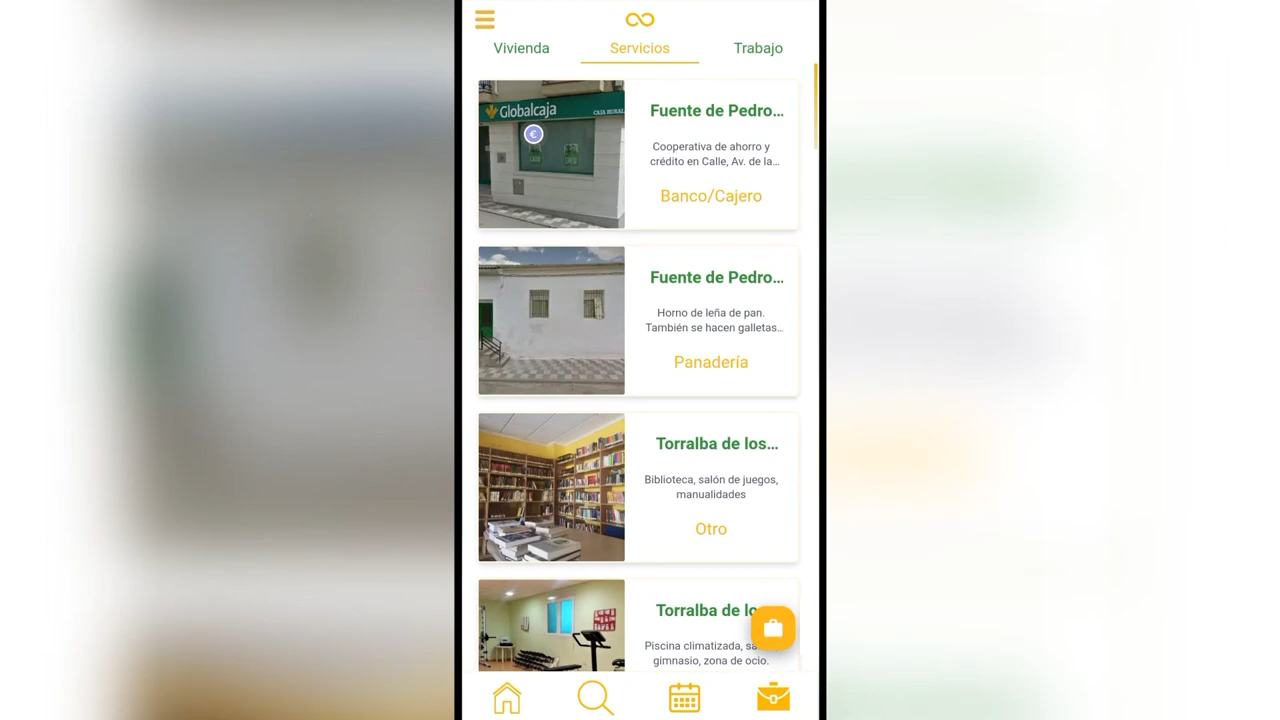 Vivienda
Servicios
Trabajo
Globalcaja
CAJA RURAL
€
Fuente de Pedro…
Cooperativa de ahorro y
crédito en Calle, Av. de la…
Banco/Cajero
Fuente de Pedro…
Horno de leña de pan.
También se hacen galletas…
Panadería
Torralba de los…
Biblioteca, salón de juegos,
manualidades
Otro
Torralba de lo
Piscina climatizada,
gimnasio, zona de ocio.